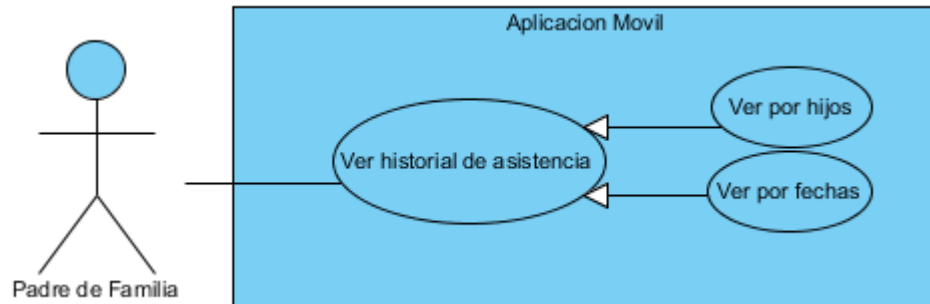 Aplicacion Movil
Ver por hijos
Ver historial de asistencia
Ver por fechas
Padre de Familia